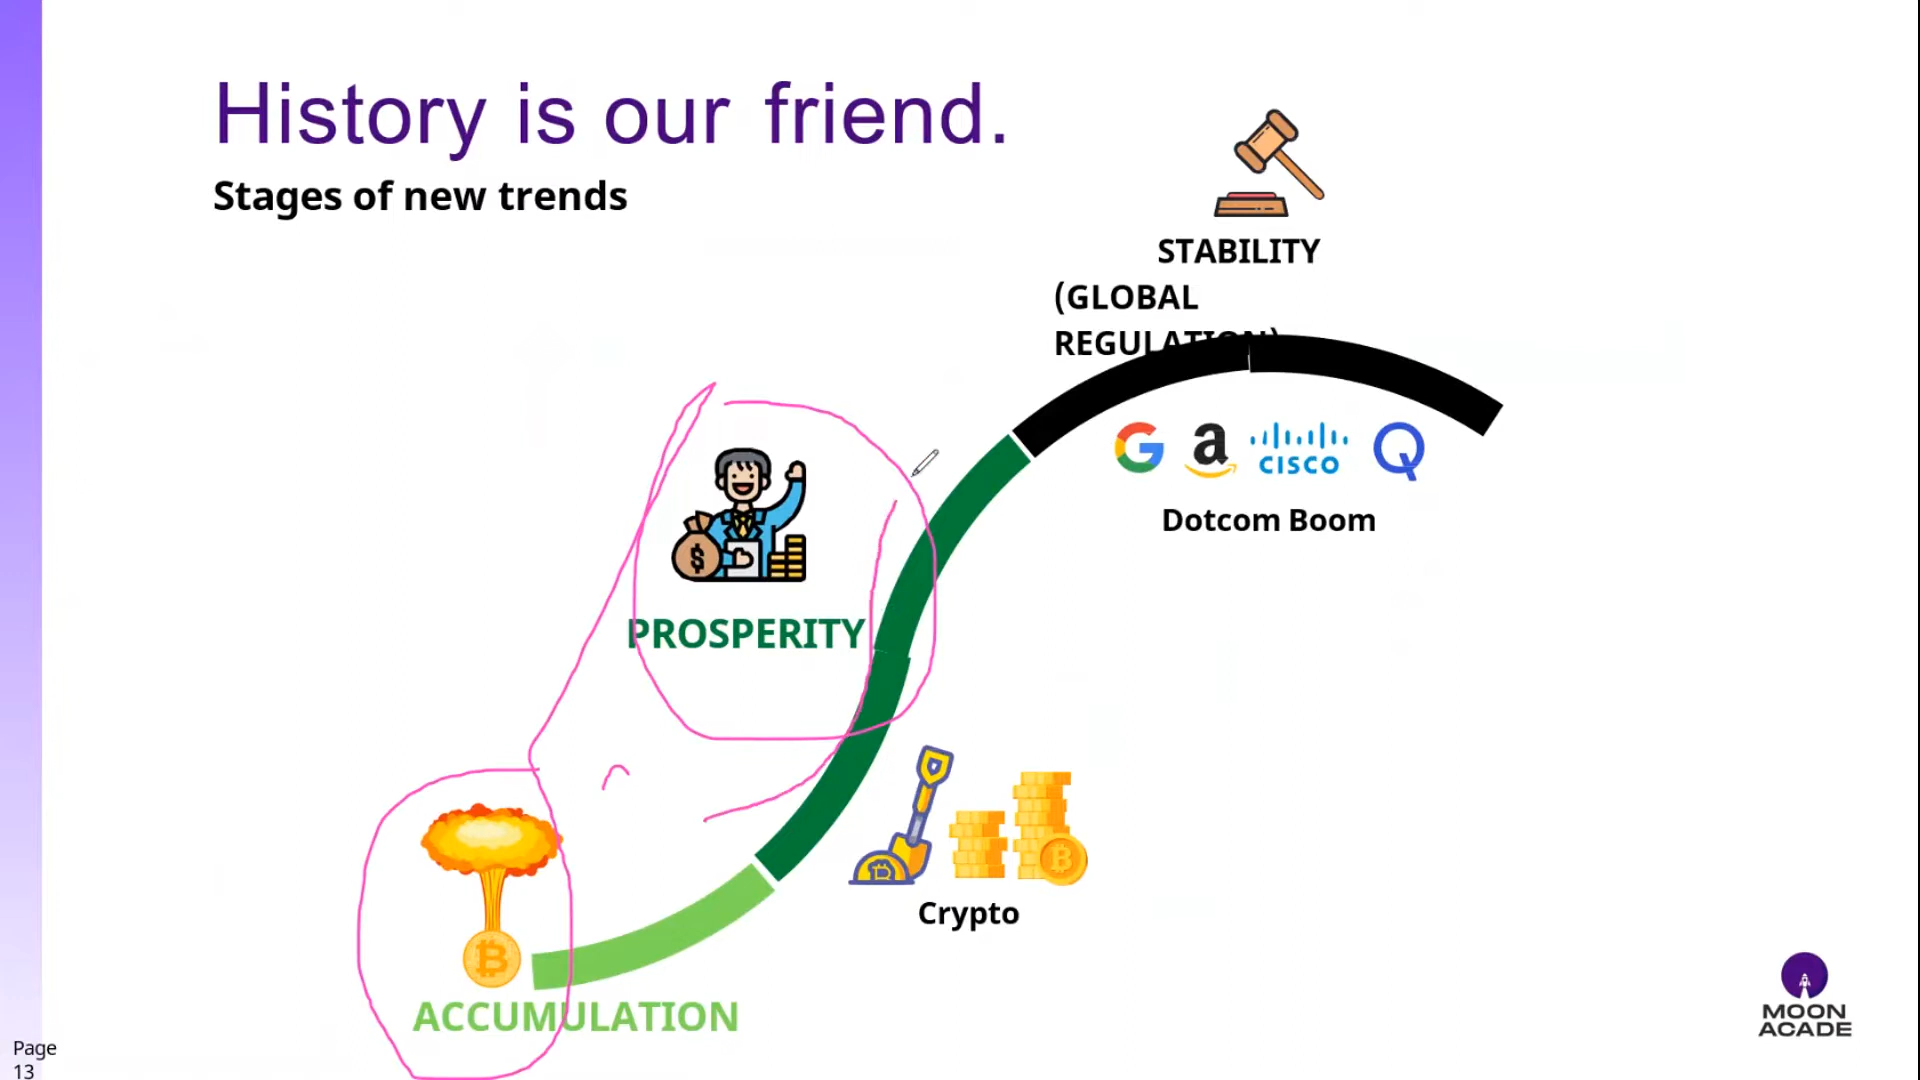 History is our friend.
Stages of new trends
STABILITY
(GLOBAL
REGULATION)
G a CISCO Q
Dotcom Boom
$
PROSPERITY
Crypto
ACCUMULATION
MOON
ACADE
Page
13